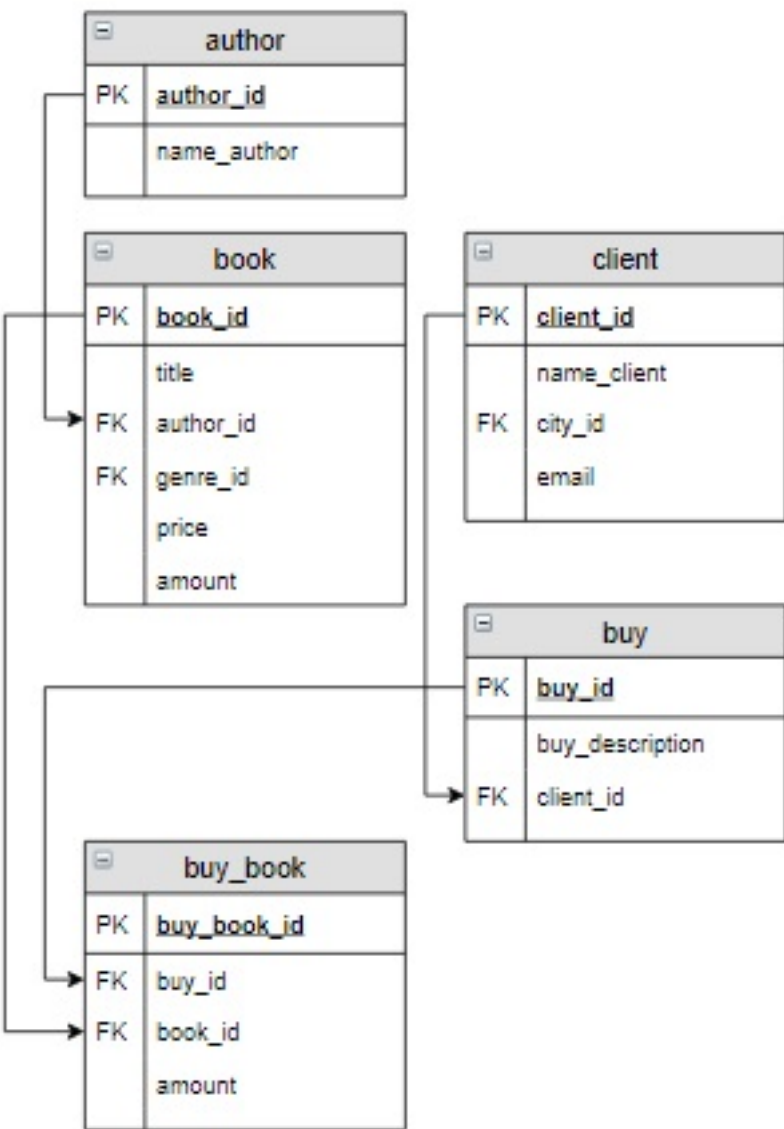 author
PK author_id
name_author
book
PK book_id
title
FK author_id
FK genre_id
price
amount
client
PK client_id
name_client
FK city_id
email
buy
PK buy_id
buy_description
FK client_id
buy_book
PK buy_book_id
FK buy_id
FK book_id
amount